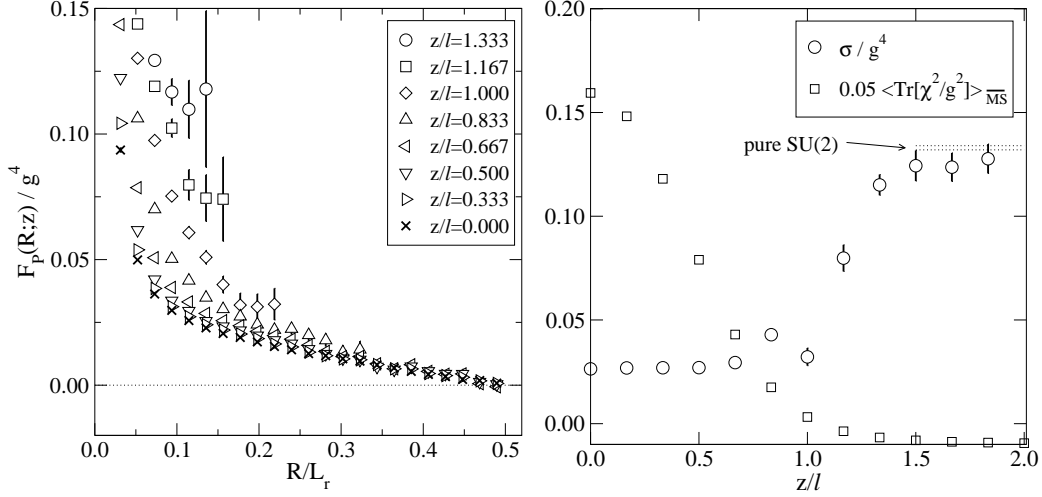 0.15
0.10
0.05
0.00
F_P(R;z) / g^4
z/l=1.333
z/l=1.167
z/l=1.000
z/l=0.833
z/l=0.667
z/l=0.500
z/l=0.333
z/l=0.000
0.0 0.1 0.2 0.3 0.4 0.5
R/L_r
0.20
0.15
0.10
0.05
0.00
σ / g^4
0.05 <Tr[χ^2/g^2]>_MS̅
pure SU(2)
0.0 0.5 1.0 1.5 2.0
z/l